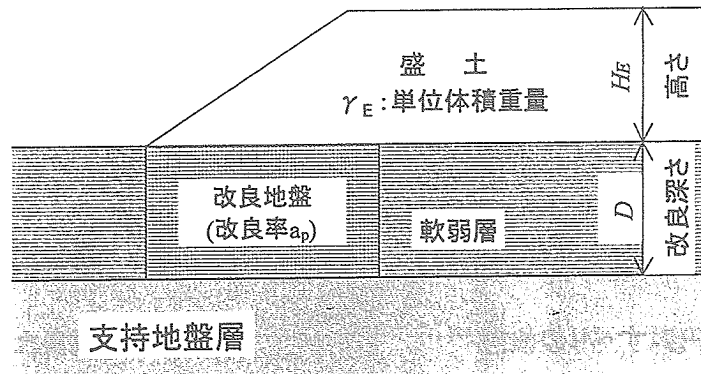 盛 土
γE:単位体積重量
HE
高さ
改良地盤
(改良率ap)
軟弱層
D
改良深さ
支持地盤層